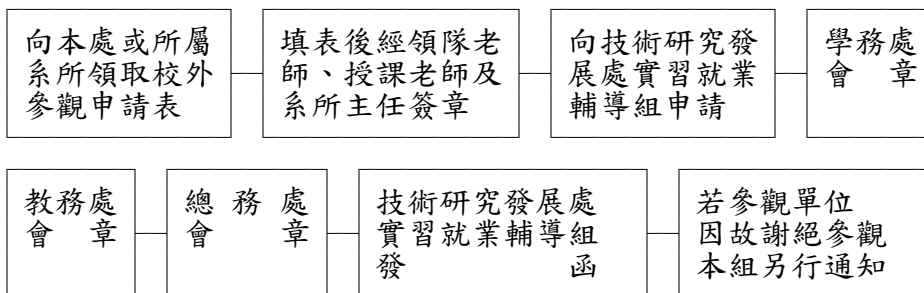 向本處或所屬
系所領取校外
參觀申請表
填表後經領隊老
師、授課老師及
系所主任簽章
向技術研究發
展處實習就業
輔導組申請
學務處
會章
教務處
會章
總務處
會章
技術研究發展處
實習就業輔導組
發函
若參觀單位
因故謝絕參觀
本組另行通知